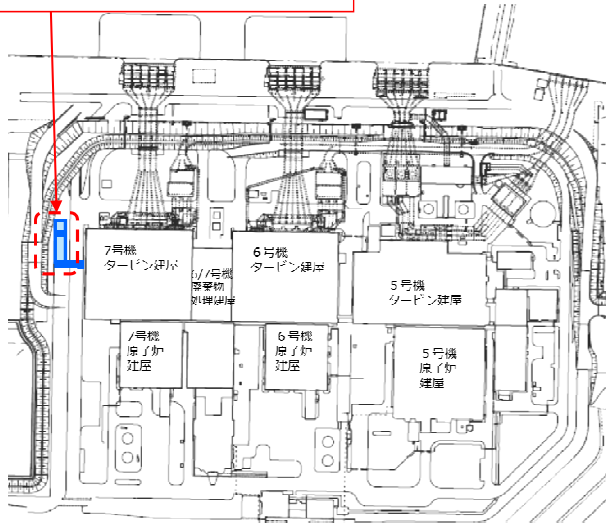 7号機
タービン建屋
6/7号機
廃棄物
処理建屋
6号機
タービン建屋
5号機
タービン建屋
7号機
原子炉
建屋
6号機
原子炉
建屋
5号機
原子炉
建屋